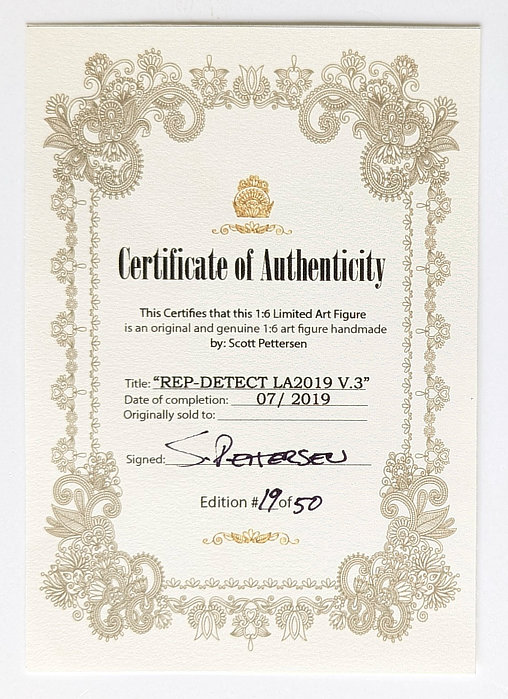 Certificate of Authenticity
This Certifies that this 1:6 Limited Art Figure
is an original and genuine 1:6 art figure handmade
by: Scott Pettersen
Title: "REP-DETECT LA2019 V.3"
Date of completion: 07/ 2019
Originally sold to:
Signed: S. PETTERSEN
Edition #19 of 50